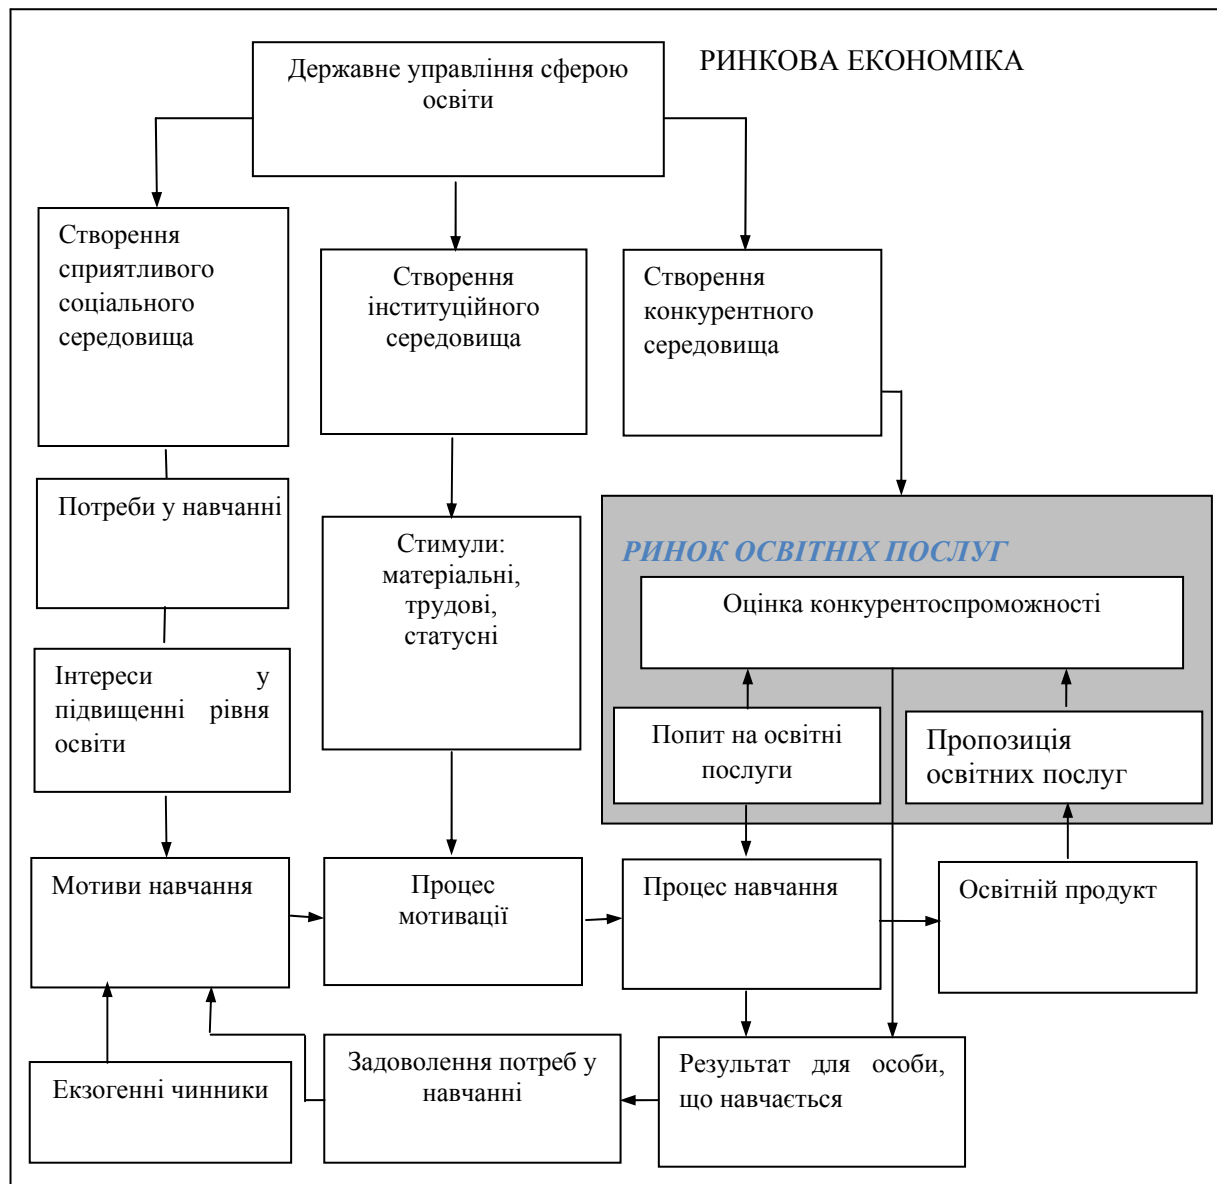 РИНКОВА ЕКОНОМІКА
Державне управління сферою
освіти
Створення
сприятливого
соціального
середовища
Створення
інституційного
середовища
Створення
конкурентного
середовища
Потреби у навчанні
Стимули:
матеріальні,
трудові,
статусні
РИНОК ОСВІТНІХ ПОСЛУГ
Оцінка конкурентоспроможності
Інтереси у
підвищенні рівня
освіти
Попит на освітні
послуги
Пропозиція
освітних послуг
Мотиви навчання
Процес
мотивації
Процес навчання
Освітній продукт
Екзогенні чинники
Задоволення потреб у
навчанні
Результат для особи,
що навчається